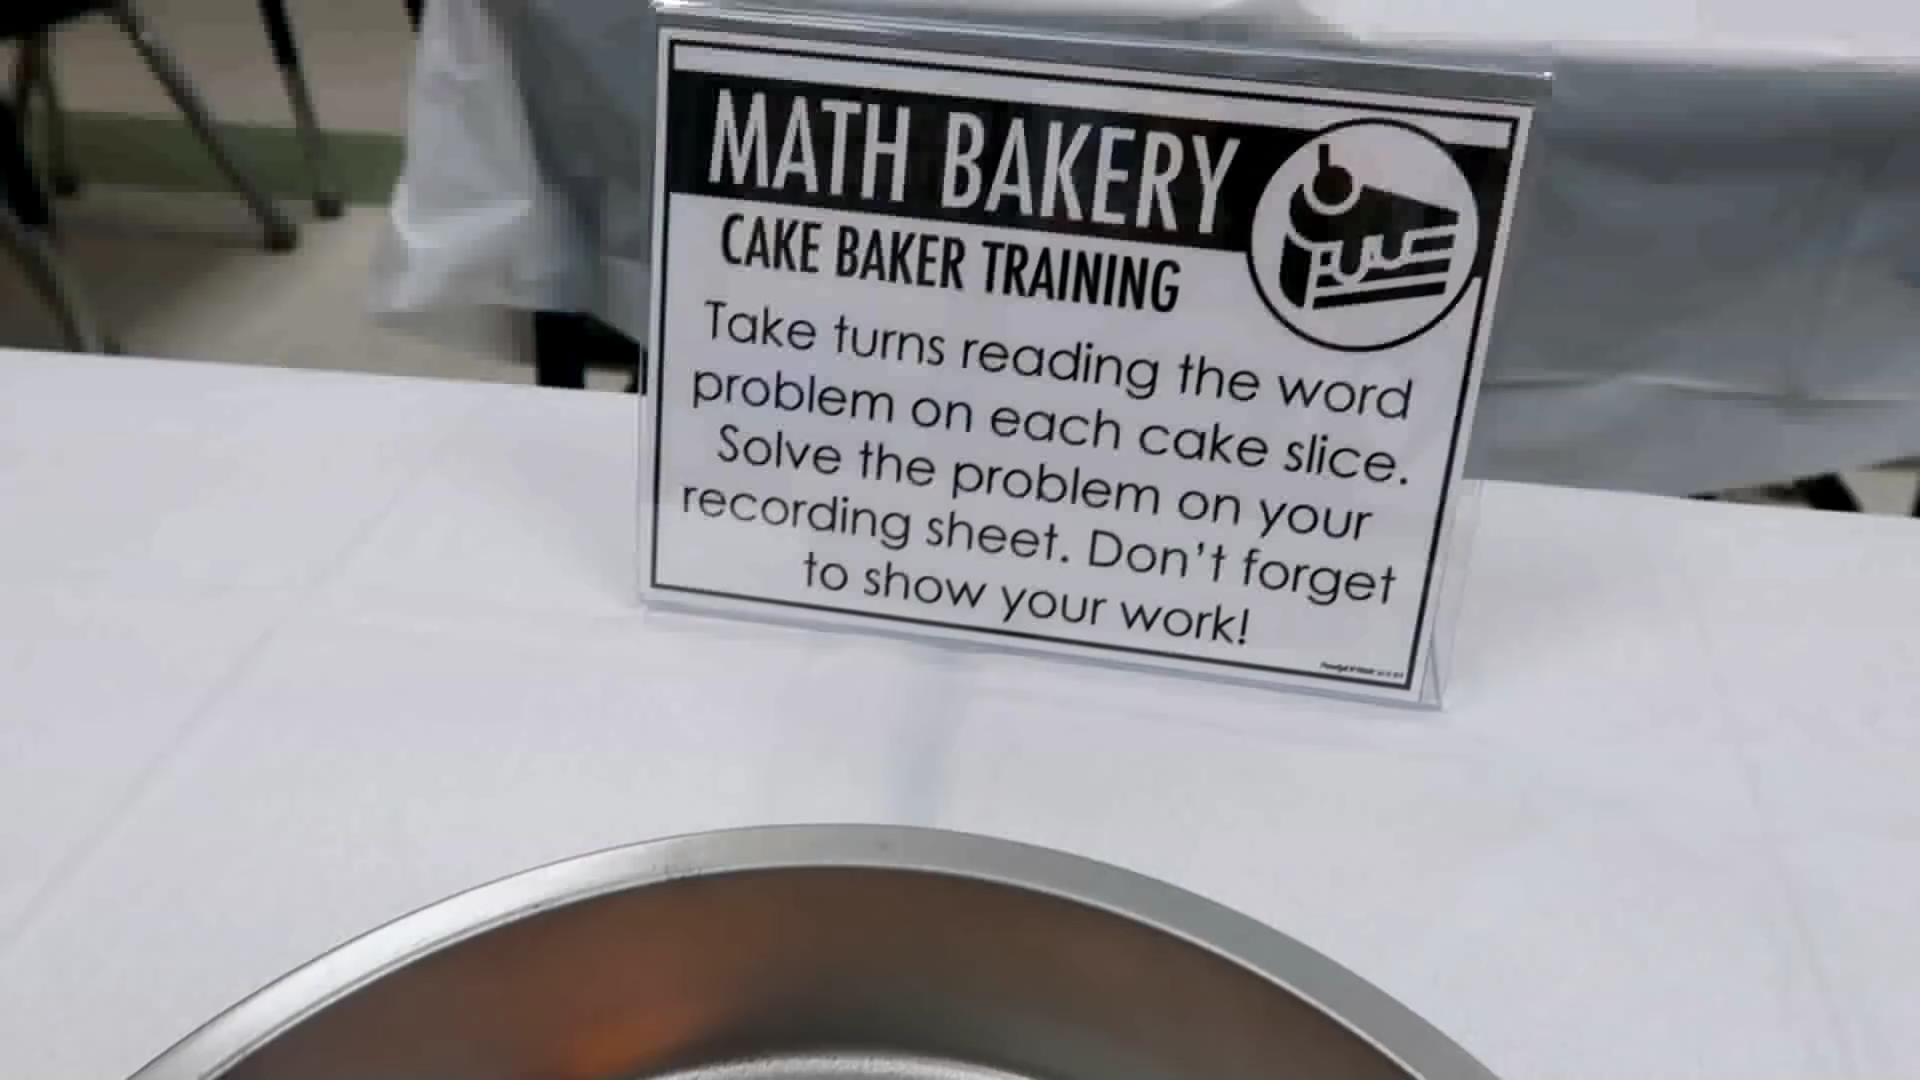 MATH BAKERY
CAKE BAKER TRAINING
Take turns reading the word
problem on each cake slice.
Solve the problem on your
recording sheet. Don't forget
to show your work!